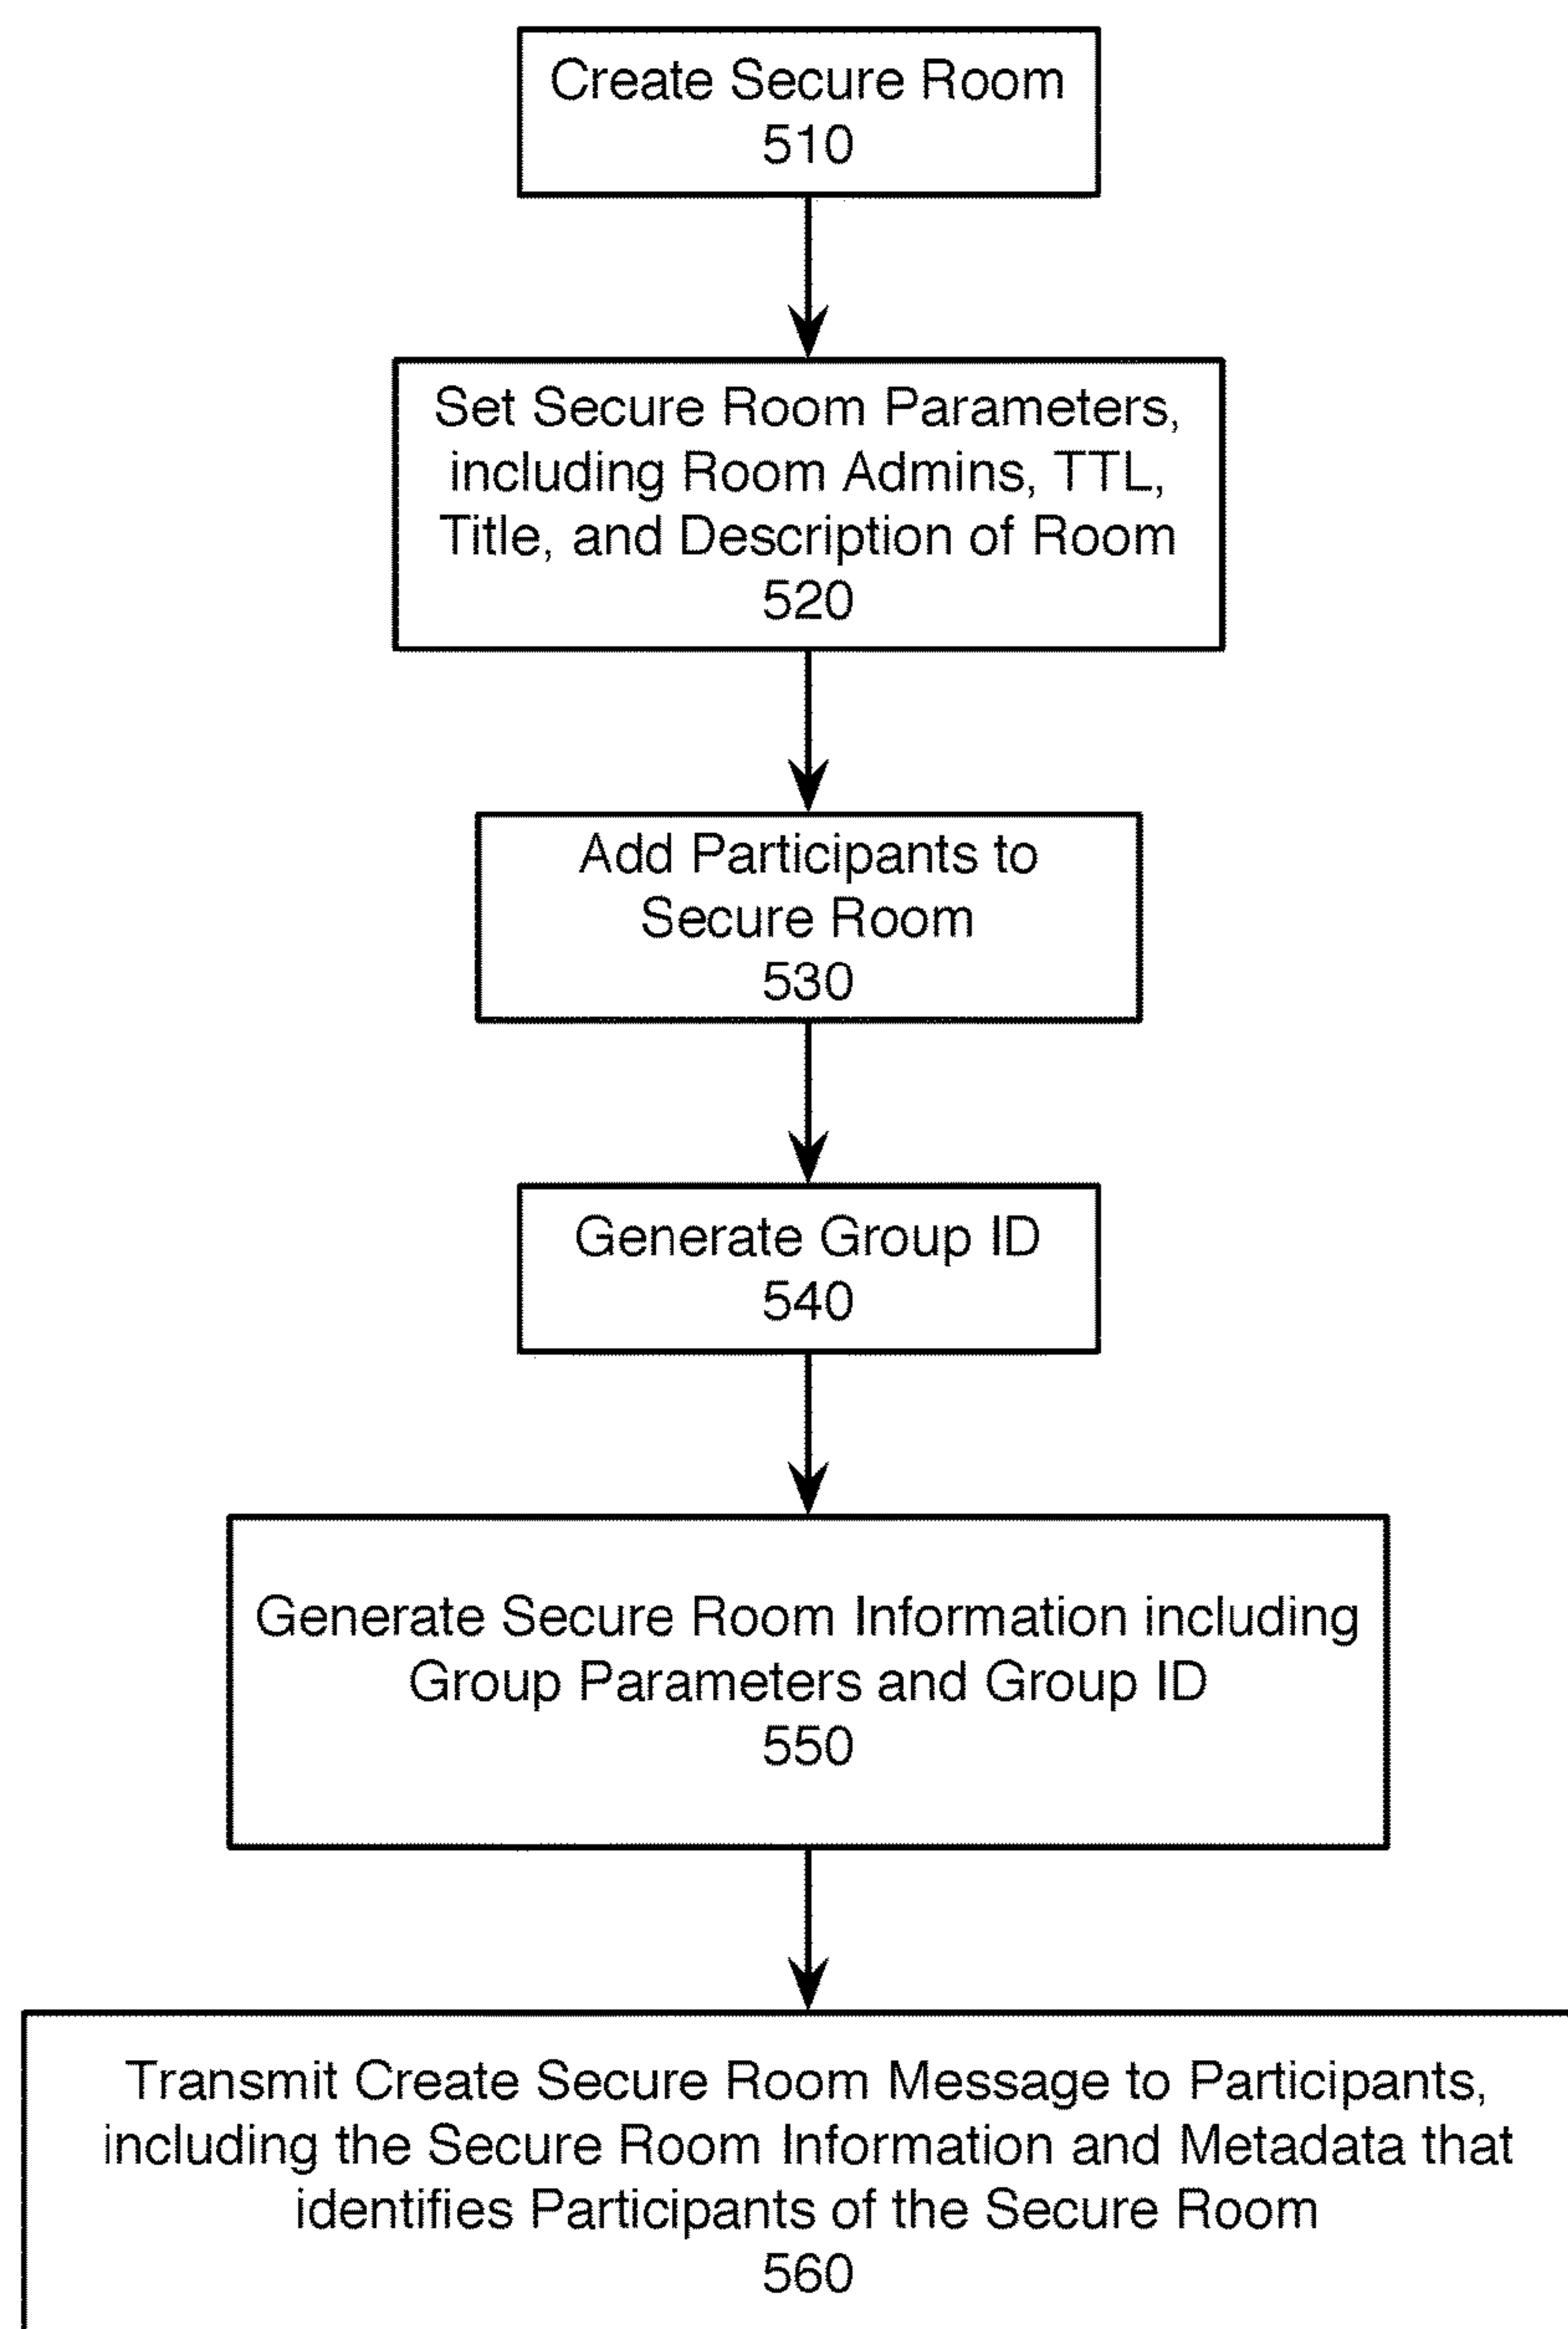 Create Secure Room
510
Set Secure Room Parameters,
including Room Admins, TTL,
Title, and Description of Room
520
Add Participants to
Secure Room
530
Generate Group ID
540
Generate Secure Room Information including
Group Parameters and Group ID
550
Transmit Create Secure Room Message to Participants,
including the Secure Room Information and Metadata that
identifies Participants of the Secure Room
560